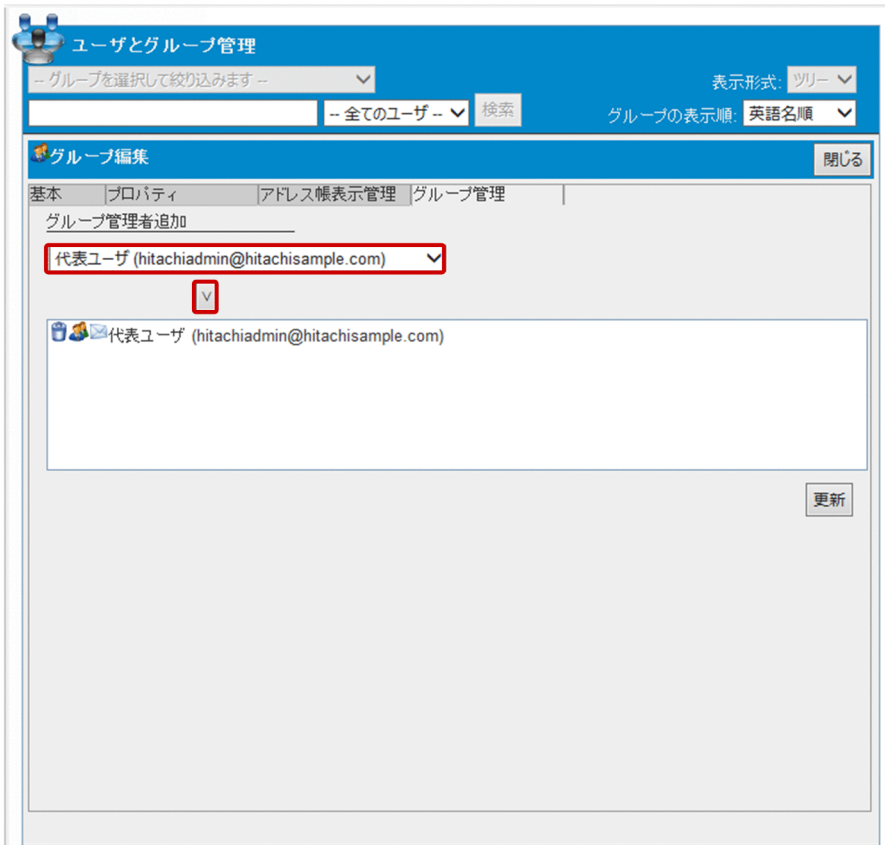 ユーザとグループ管理
-- グループを選択して絞り込みます --
表示形式: ツリー
-- 全てのユーザ -- 検索
グループの表示順: 英語名順
グループ編集
閉じる
基本 プロパティ アドレス帳表示管理 グループ管理
グループ管理者追加
代表ユーザ (hitachiadmin@hitachisample.com)
∨
代表ユーザ (hitachiadmin@hitachisample.com)
更新